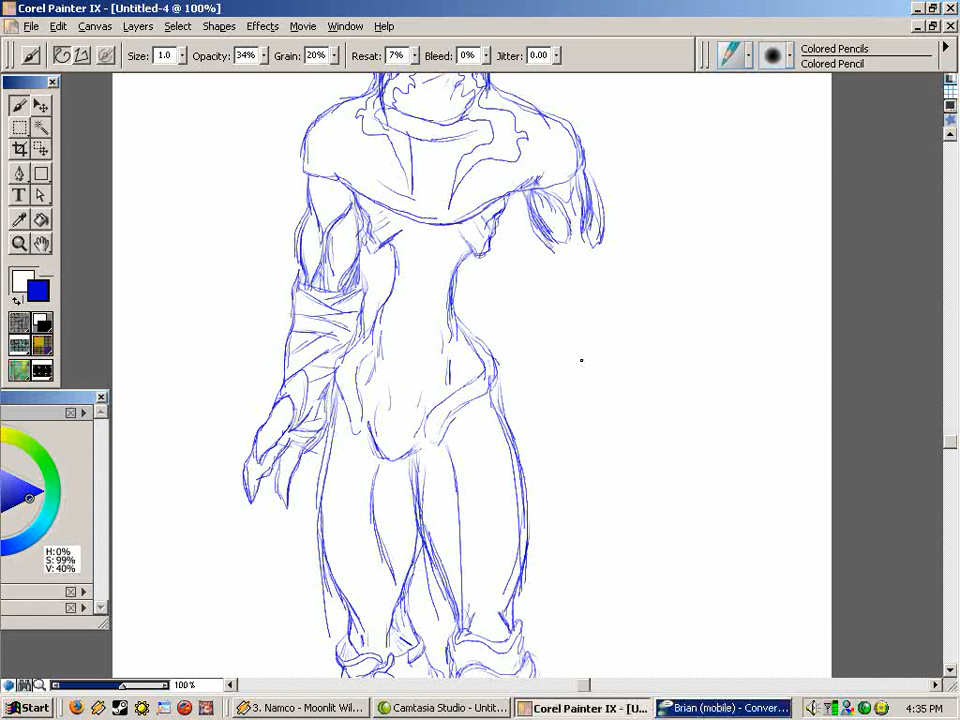 Corel Painter IX - [Untitled-4 @ 100%]
File Edit Canvas Layers Select Shapes Effects Movie Window Help
Size: 1.0 Opacity: 34% Grain: 20% Resat: 7% Bleed: 0% Jitter: 0.00
Colored Pencils
Colored Pencil
T
H:0%
S:99%
V:40%
100%
Start
3. Namco - Moonlit Wil...
Camtasia Studio - Untit...
Corel Painter IX - [U...
Brian (mobile) - Conver...
4:35 PM